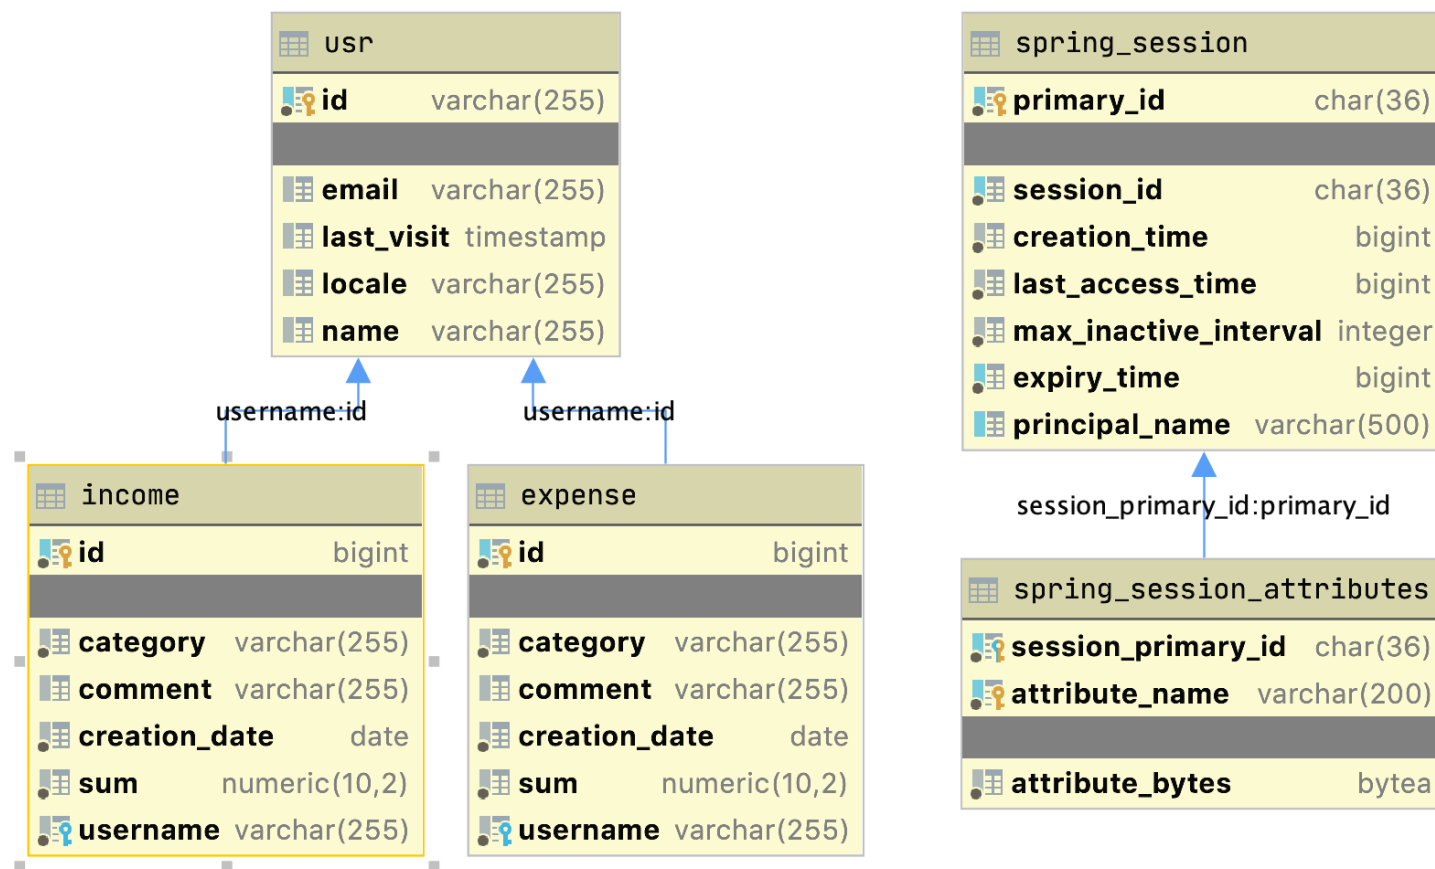 usr
id varchar(255)
email varchar(255)
last_visit timestamp
locale varchar(255)
name varchar(255)
username:id
username:id
income
id bigint
category varchar(255)
comment varchar(255)
creation_date date
sum numeric(10,2)
username varchar(255)
expense
id bigint
category varchar(255)
comment varchar(255)
creation_date date
sum numeric(10,2)
username varchar(255)
spring_session
primary_id char(36)
session_id char(36)
creation_time bigint
last_access_time bigint
max_inactive_interval integer
expiry_time bigint
principal_name varchar(500)
session_primary_id:primary_id
spring_session_attributes
session_primary_id char(36)
attribute_name varchar(200)
attribute_bytes bytea